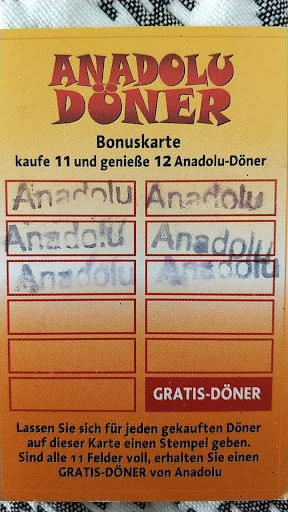 ANADOLU
DÖNER
Bonuskarte
kaufe 11 und genieße 12 Anadolu-Döner
Anadolu Anadolu
Anadolu Anadolu
Anadolu Anadolu
GRATIS-DÖNER
Lassen Sie sich für jeden gekauften Döner
auf dieser Karte einen Stempel geben.
Sind alle 11 Felder voll, erhalten Sie einen
GRATIS-DÖNER von Anadolu